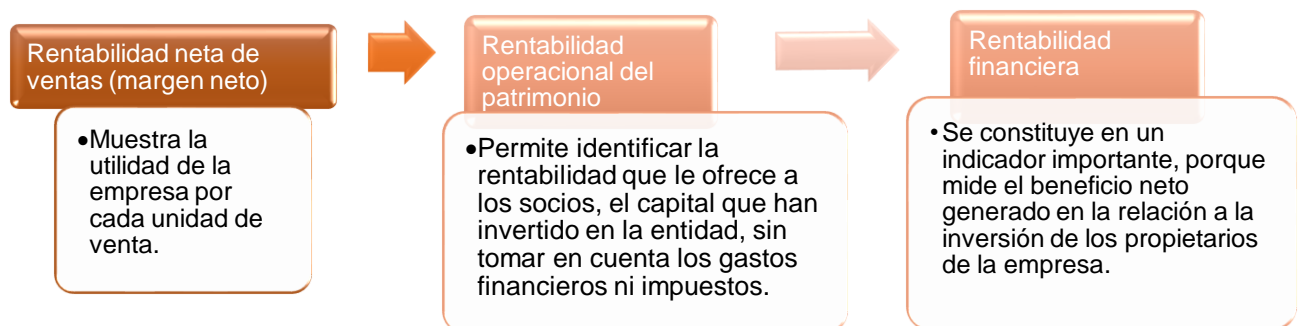 Rentabilidad neta de
ventas (margen neto)
•Muestra la
utilidad de la
empresa por
cada unidad de
venta.
Rentabilidad
operacional del
patrimonio
•Permite identificar la
rentabilidad que le ofrece a
los socios, el capital que han
invertido en la entidad, sin
tomar en cuenta los gastos
financieros ni impuestos.
Rentabilidad
financiera
•Se constituye en un
indicador importante, porque
mide el beneficio neto
generado en la relación a la
inversión de los propietarios
de la empresa.